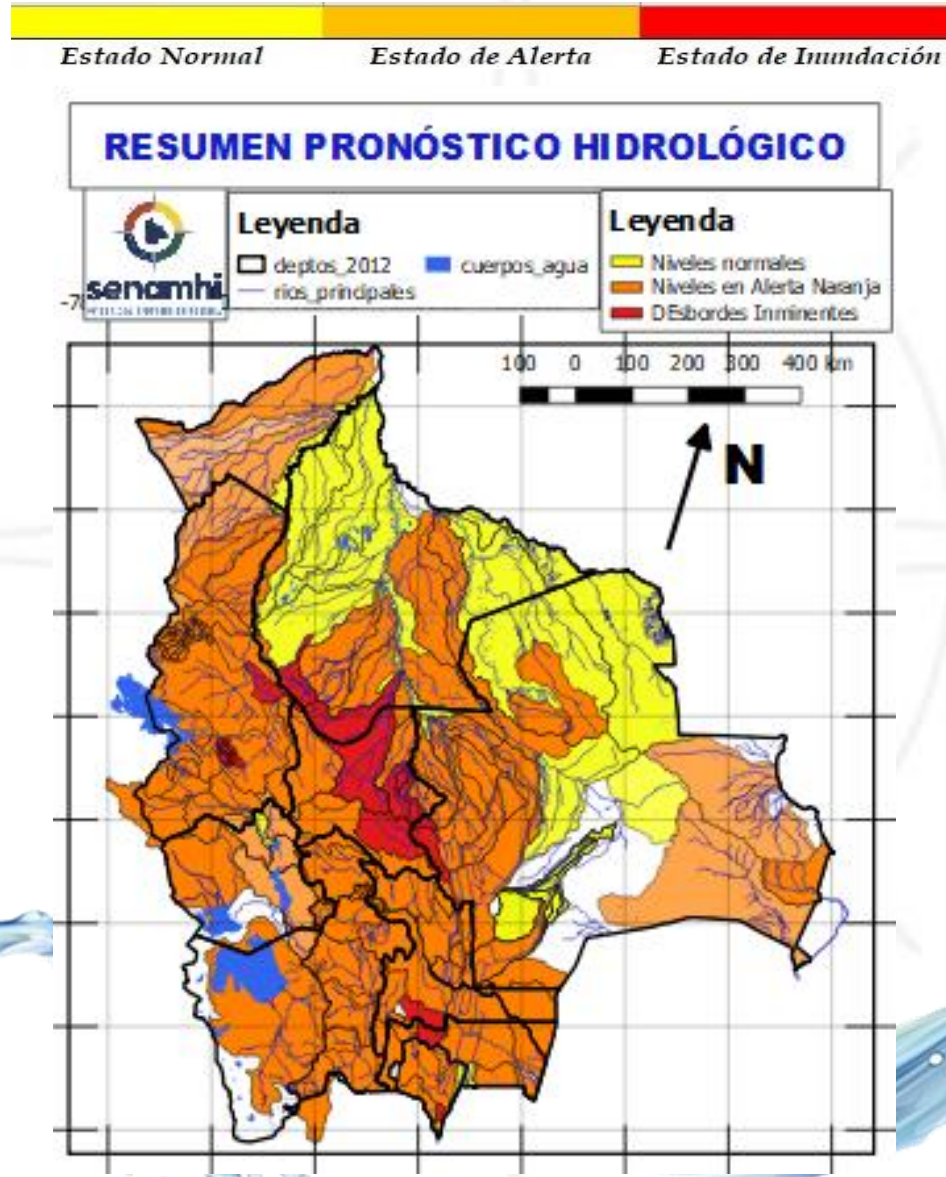 Estado Normal Estado de Alerta Estado de Inundación
RESUMEN PRONÓSTICO HIDROLÓGICO
senamhi
Leyenda
deptos_2012 cuerpos_agua
rios_principales
Leyenda
Niveles normales
Niveles en Alerta Naranja
DEsbordes Inminentes
100 0 100 200 300 400 km
N